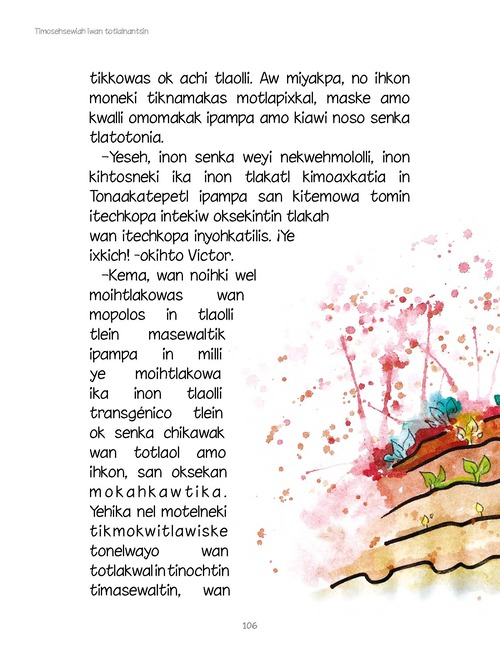 Timosehsewiah iwan totlalnantsin
tikkowas ok achi tlaolli. Aw miyakpa, no ihkon
moneki tiknamakas motlapixkal, maske amo
kwalli omomakak ipampa amo kiawi noso senka
tlatotonia.
–Yeseh, inon senka weyi nekwehmololli, inon
kihtosneki ika inon tlakatl kimoaxkatia in
Tonaakatepetl ipampa san kitemowa tomin
itechkopa intekiw oksekintin tlakah
wan itechkopa inyohkatilis. ¡Ye
ixkich! -okihto Víctor.
–Kema, wan noihki wel
moihtlakowas wan
mopolos in tlaolli
tlein masewaltik
ipampa in milli
ye moihtlakowa
ika inon tlaolli
transgénico tlein
ok senka chikawak
wan totlaol amo
ihkon, san oksekan
mokahkawtika.
Yehika nel motelneki
tikmokwitlawiske
tonelwayo wan
totlakwalintinochtin
timasewaltin, wan
106